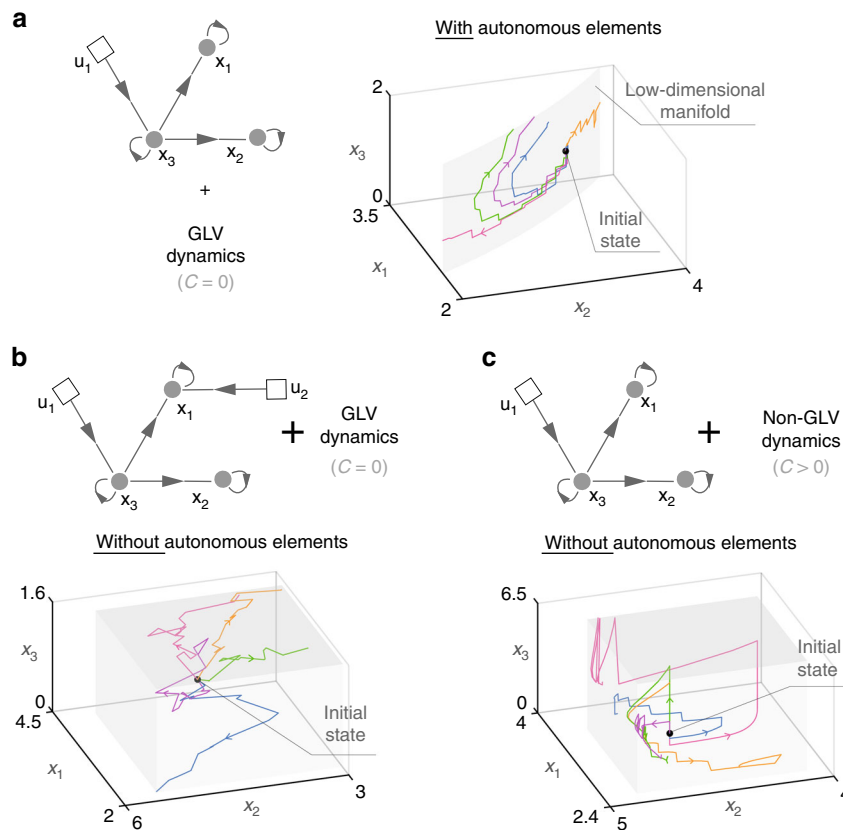 a
u1
x1
x3
x2
+
GLV
dynamics
(C = 0)
With autonomous elements
Low-dimensional
manifold
2
x3
0
3.5
Initial
state
x1
2
x2
4
b
u1
x1
u2
x3
x2
+
GLV
dynamics
(C = 0)
Without autonomous elements
1.6
x3
0
4.5
Initial
state
x1
2
6
x2
3
c
u1
x1
x3
x2
+
Non-GLV
dynamics
(C > 0)
Without autonomous elements
6.5
x3
0
4
Initial
state
x1
2.4
5
x2
4